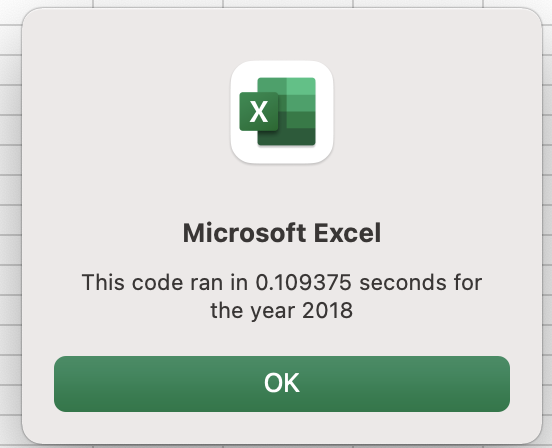 X
Microsoft Excel
This code ran in 0.109375 seconds for
the year 2018
OK